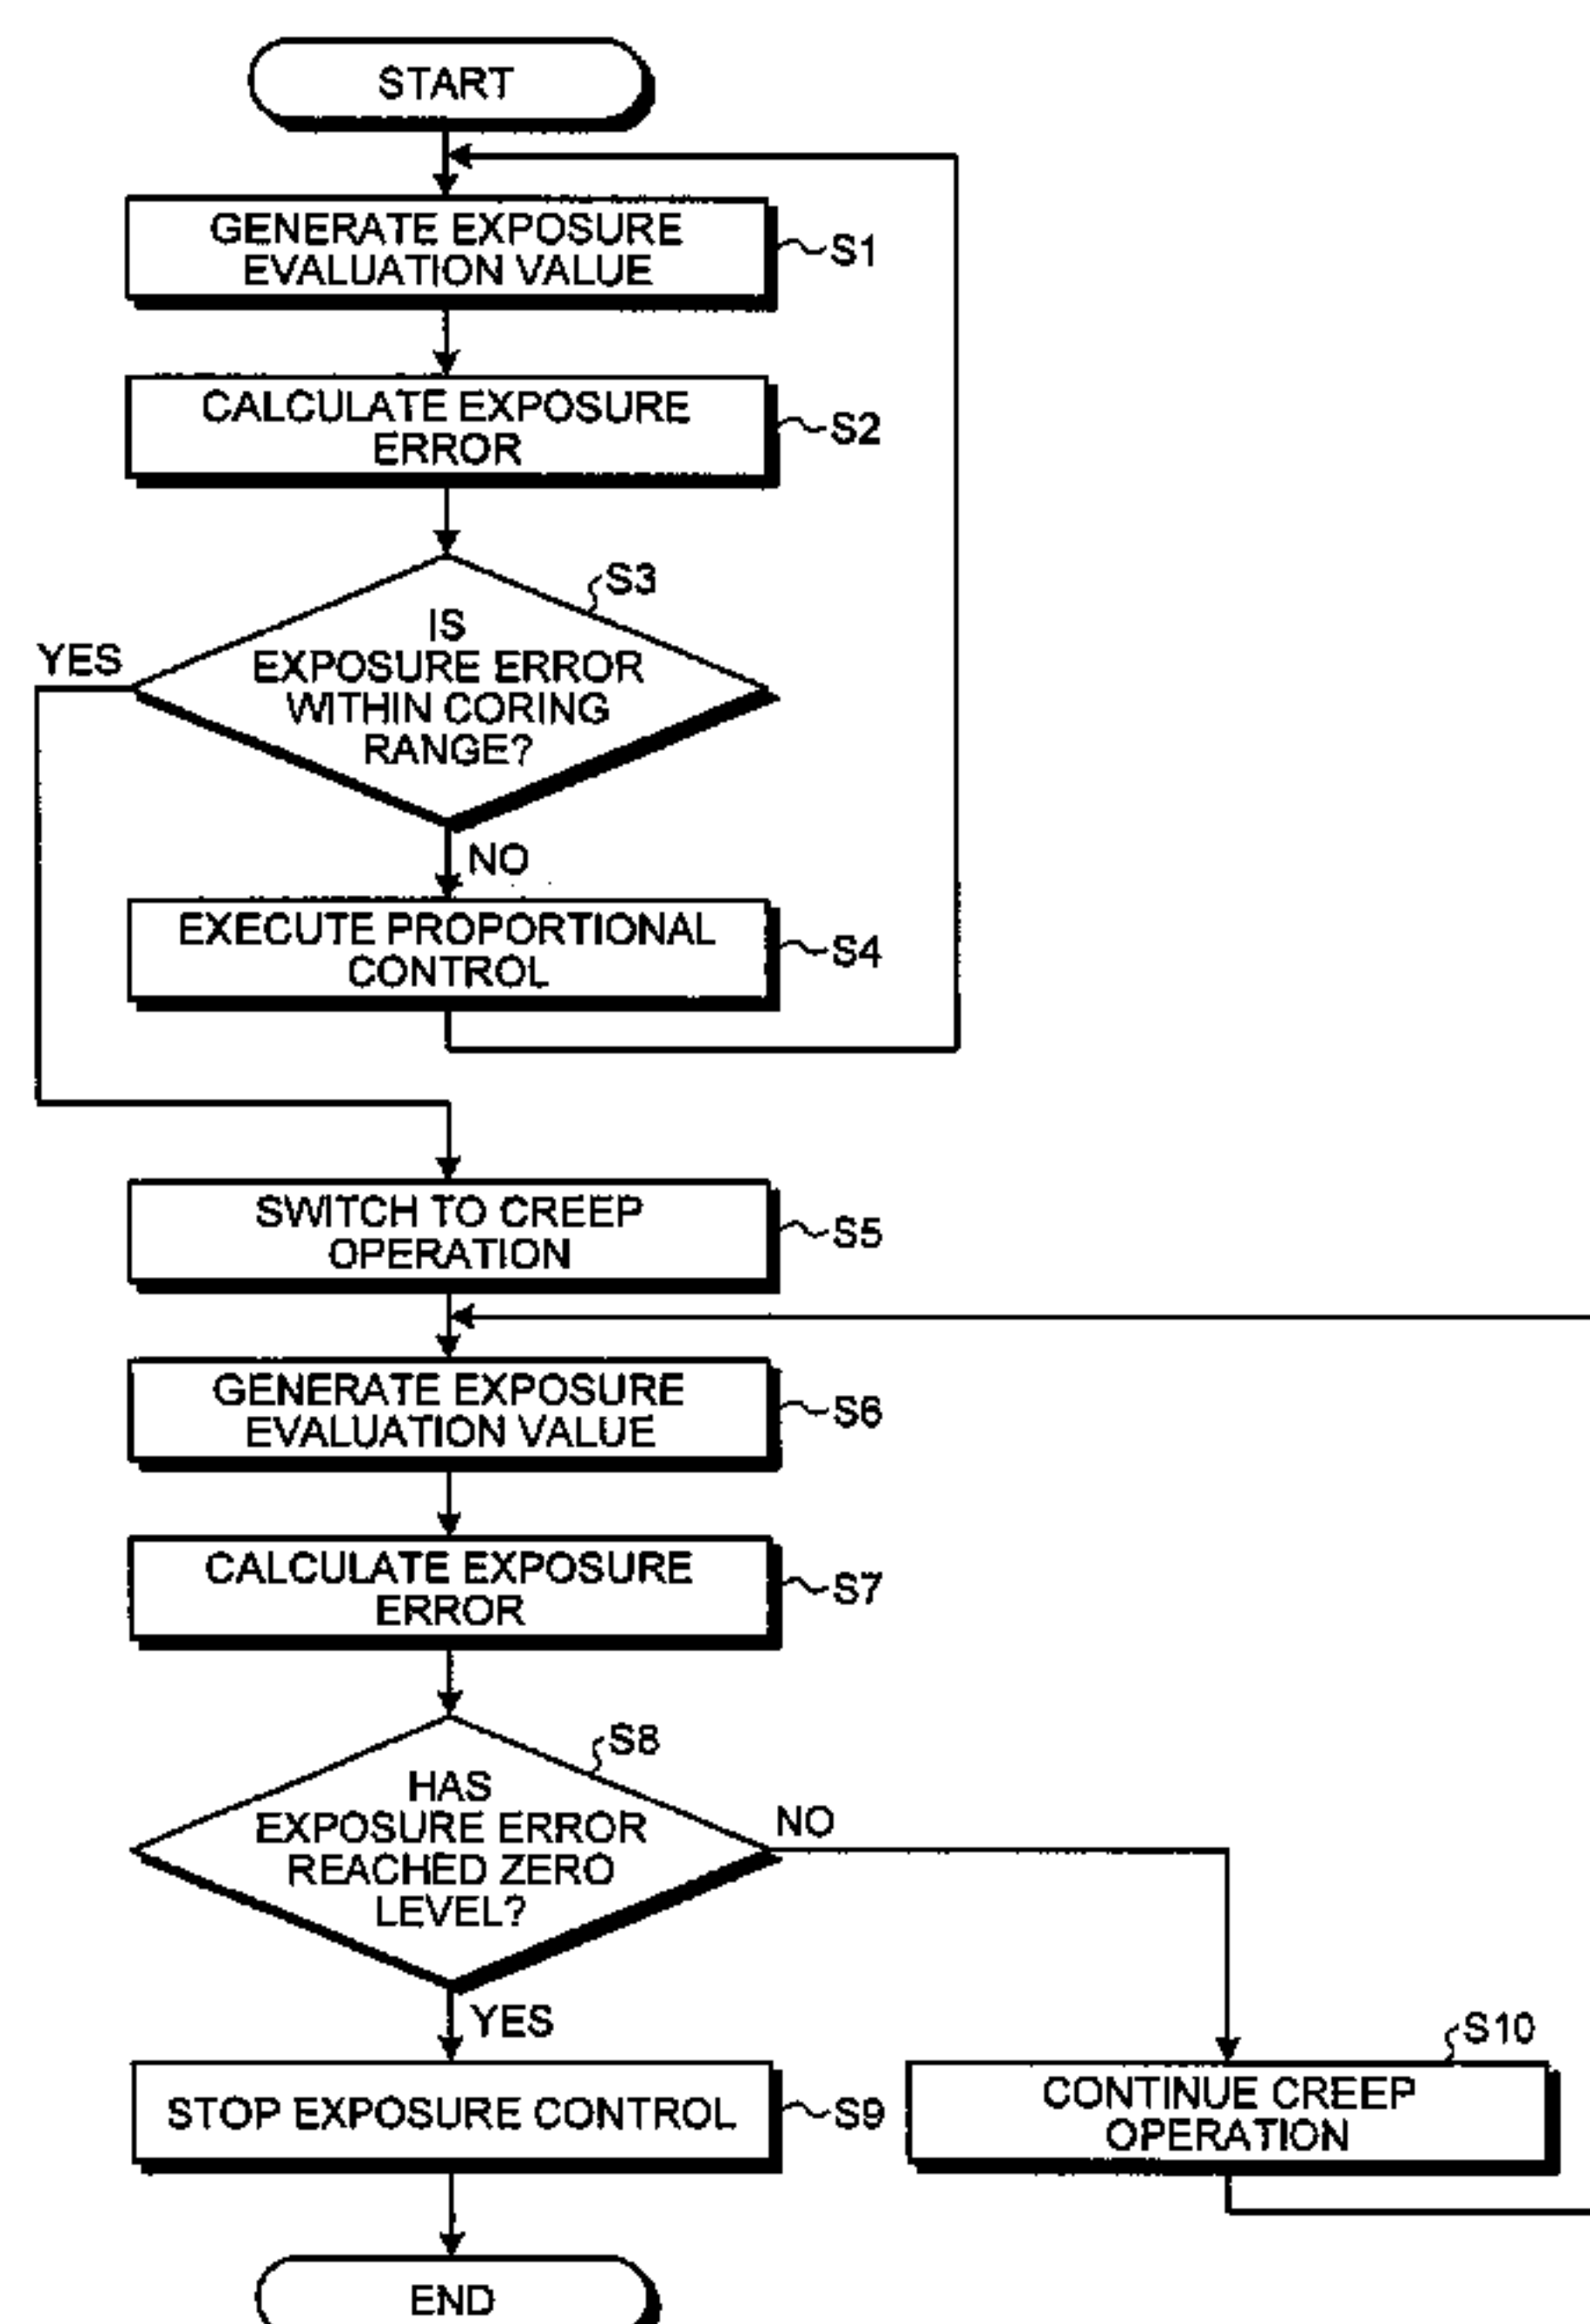 START
GENERATE EXPOSURE
EVALUATION VALUE
S1
CALCULATE EXPOSURE
ERROR
S2
S3
IS
EXPOSURE ERROR
WITHIN CORING
RANGE?
YES
NO
EXECUTE PROPORTIONAL
CONTROL
S4
SWITCH TO CREEP
OPERATION
S5
GENERATE EXPOSURE
EVALUATION VALUE
S6
CALCULATE EXPOSURE
ERROR
S7
S8
HAS
EXPOSURE ERROR
REACHED ZERO
LEVEL?
NO
YES
STOP EXPOSURE CONTROL
S9
S10
CONTINUE CREEP
OPERATION
END